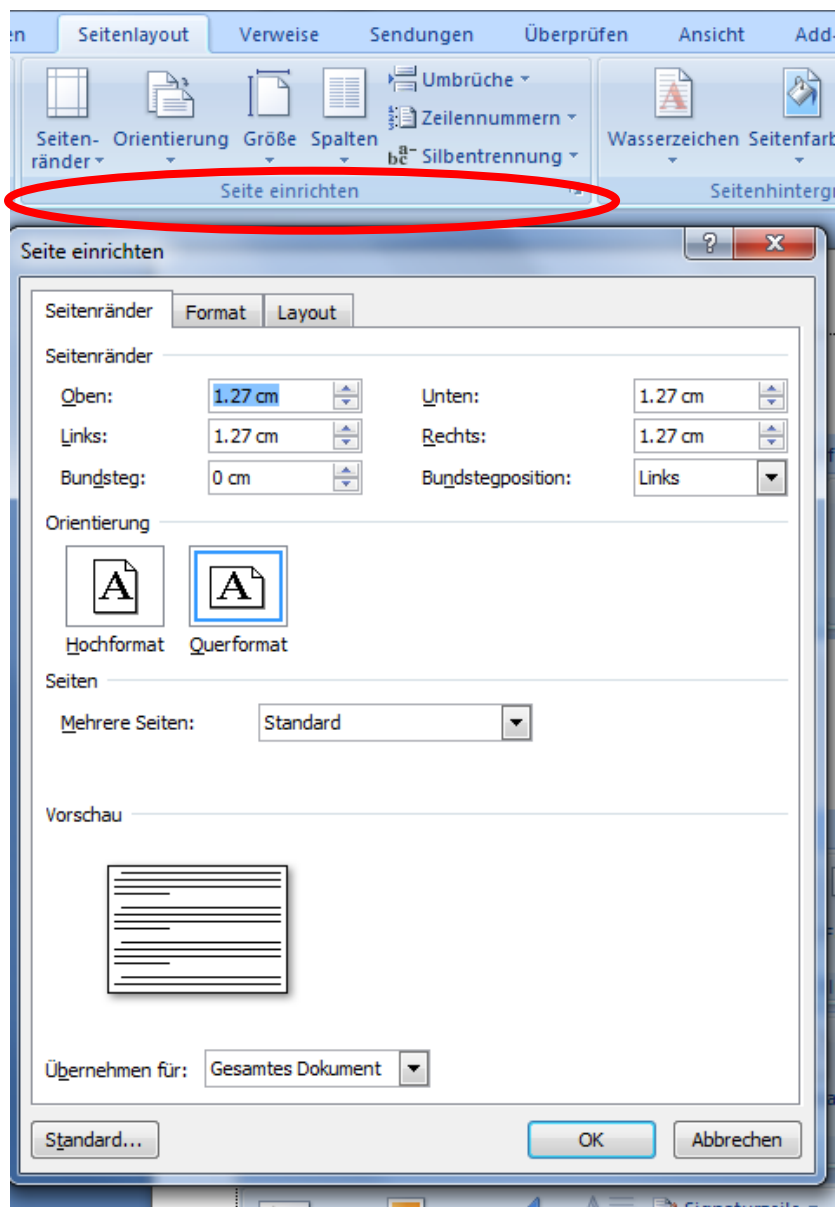 en Seitenlayout Verweise Sendungen Überprüfen Ansicht Add-
Umbrüche
Zeilennummern
Seiten- Orientierung Größe Spalten Wasserzeichen Seitenfarb
ränder Silbentrennung
Seite einrichten Seitenhintergr
Seite einrichten
Seitenränder Format Layout
Seitenränder
Oben: 1.27 cm Unten: 1.27 cm
Links: 1.27 cm Rechts: 1.27 cm
Bundsteg: 0 cm Bundstegposition: Links
Orientierung
A A
Hochformat Querformat
Seiten
Mehrere Seiten: Standard
Vorschau
Übernehmen für: Gesamtes Dokument
Standard... OK Abbrechen